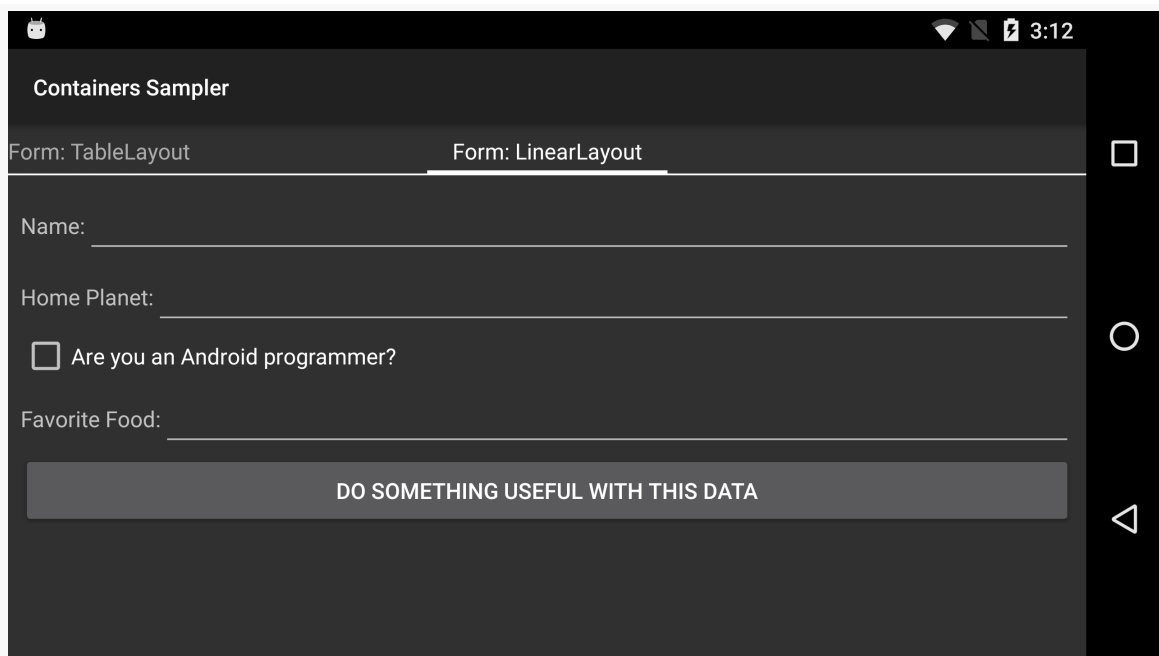 3:12
Containers Sampler
Form: TableLayout Form: LinearLayout
Name:
Home Planet:
Are you an Android programmer?
Favorite Food:
DO SOMETHING USEFUL WITH THIS DATA